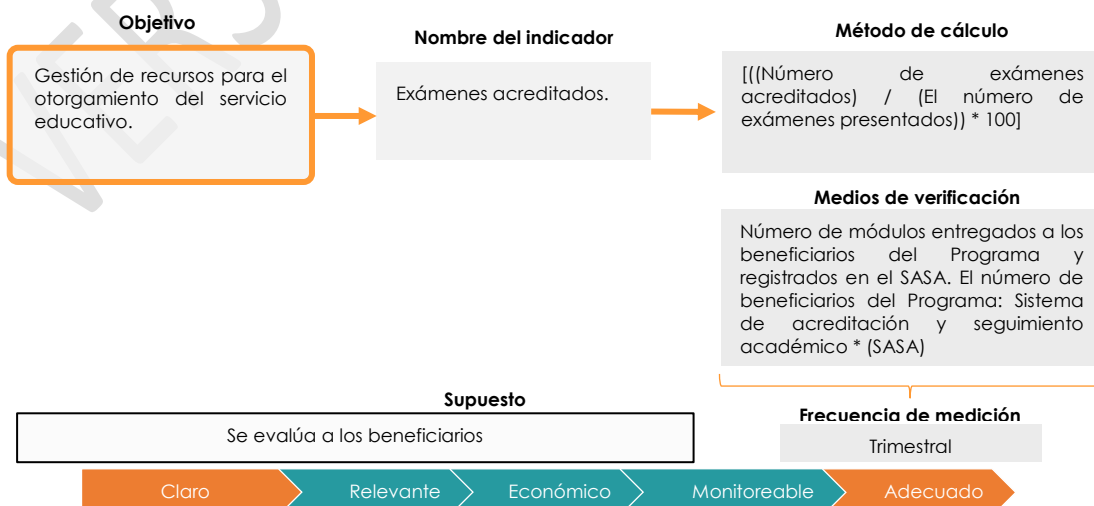 Objetivo
Gestión de recursos para el
otorgamiento del servicio
educativo.
Nombre del indicador
Exámenes acreditados.
Método de cálculo
[((Número de exámenes
acreditados) / (El número de
exámenes presentados)) * 100]
Medios de verificación
Número de módulos entregados a los
beneficiarios del Programa y
registrados en el SASA. El número de
beneficiarios del Programa: Sistema
de acreditación y seguimiento
académico * (SASA)
Supuesto
Se evalúa a los beneficiarios
Frecuencia de medición
Trimestral
Claro
Relevante
Económico
Monitoreable
Adecuado